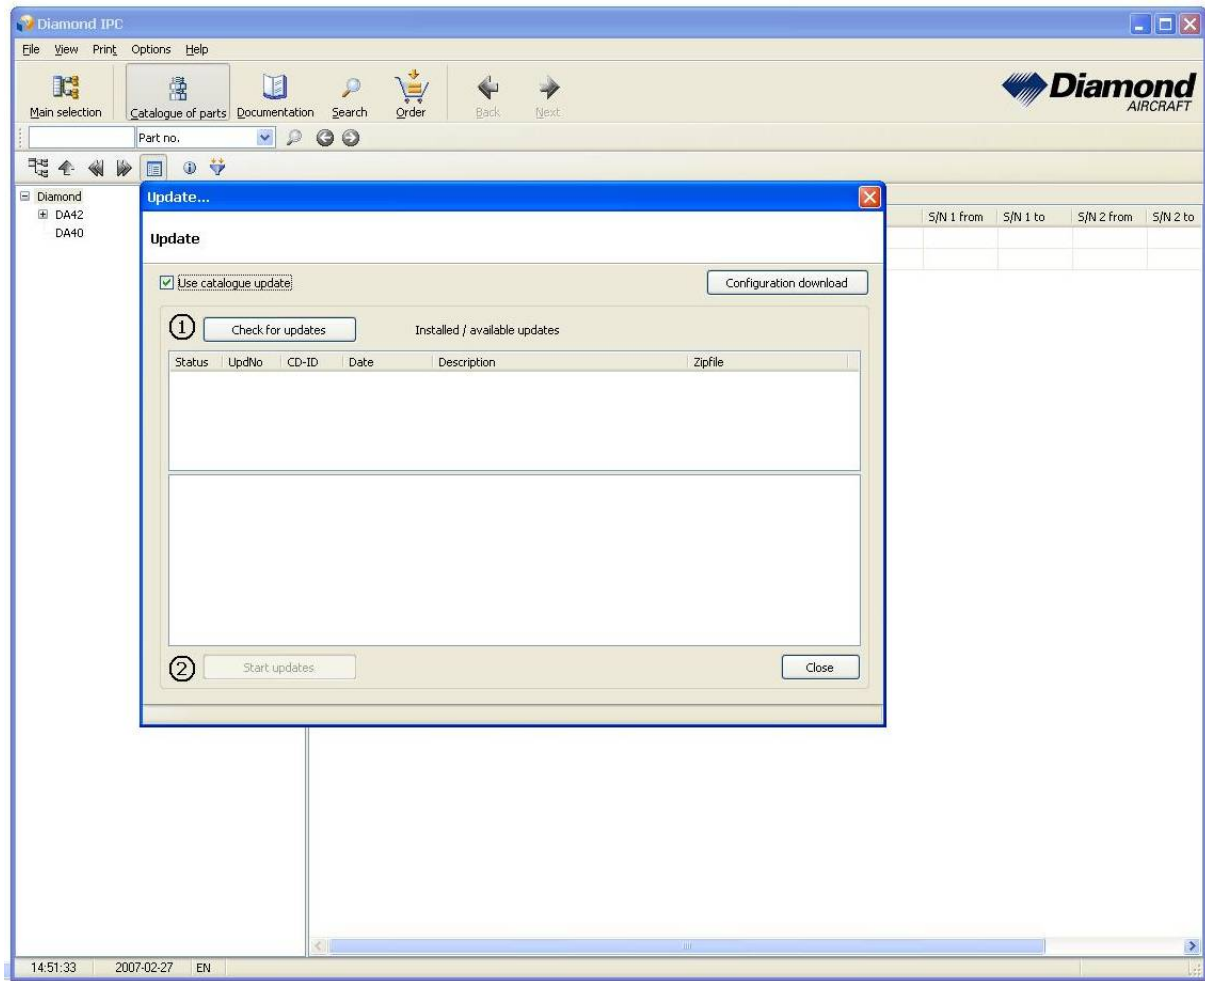 Diamond IPC
File View Print Options Help
Main selection Catalogue of parts Documentation Search Order Back Next
Diamond
AIRCRAFT
Part no.
Diamond
DA42
DA40
Update...
S/N 1 from S/N 1 to S/N 2 from S/N 2 to
Update
Use catalogue update
Configuration download
1 Check for updates Installed / available updates
Status UpdNo CD-ID Date Description Zipfile
2 Start updates Close
14:51:33 2007-02-27 EN